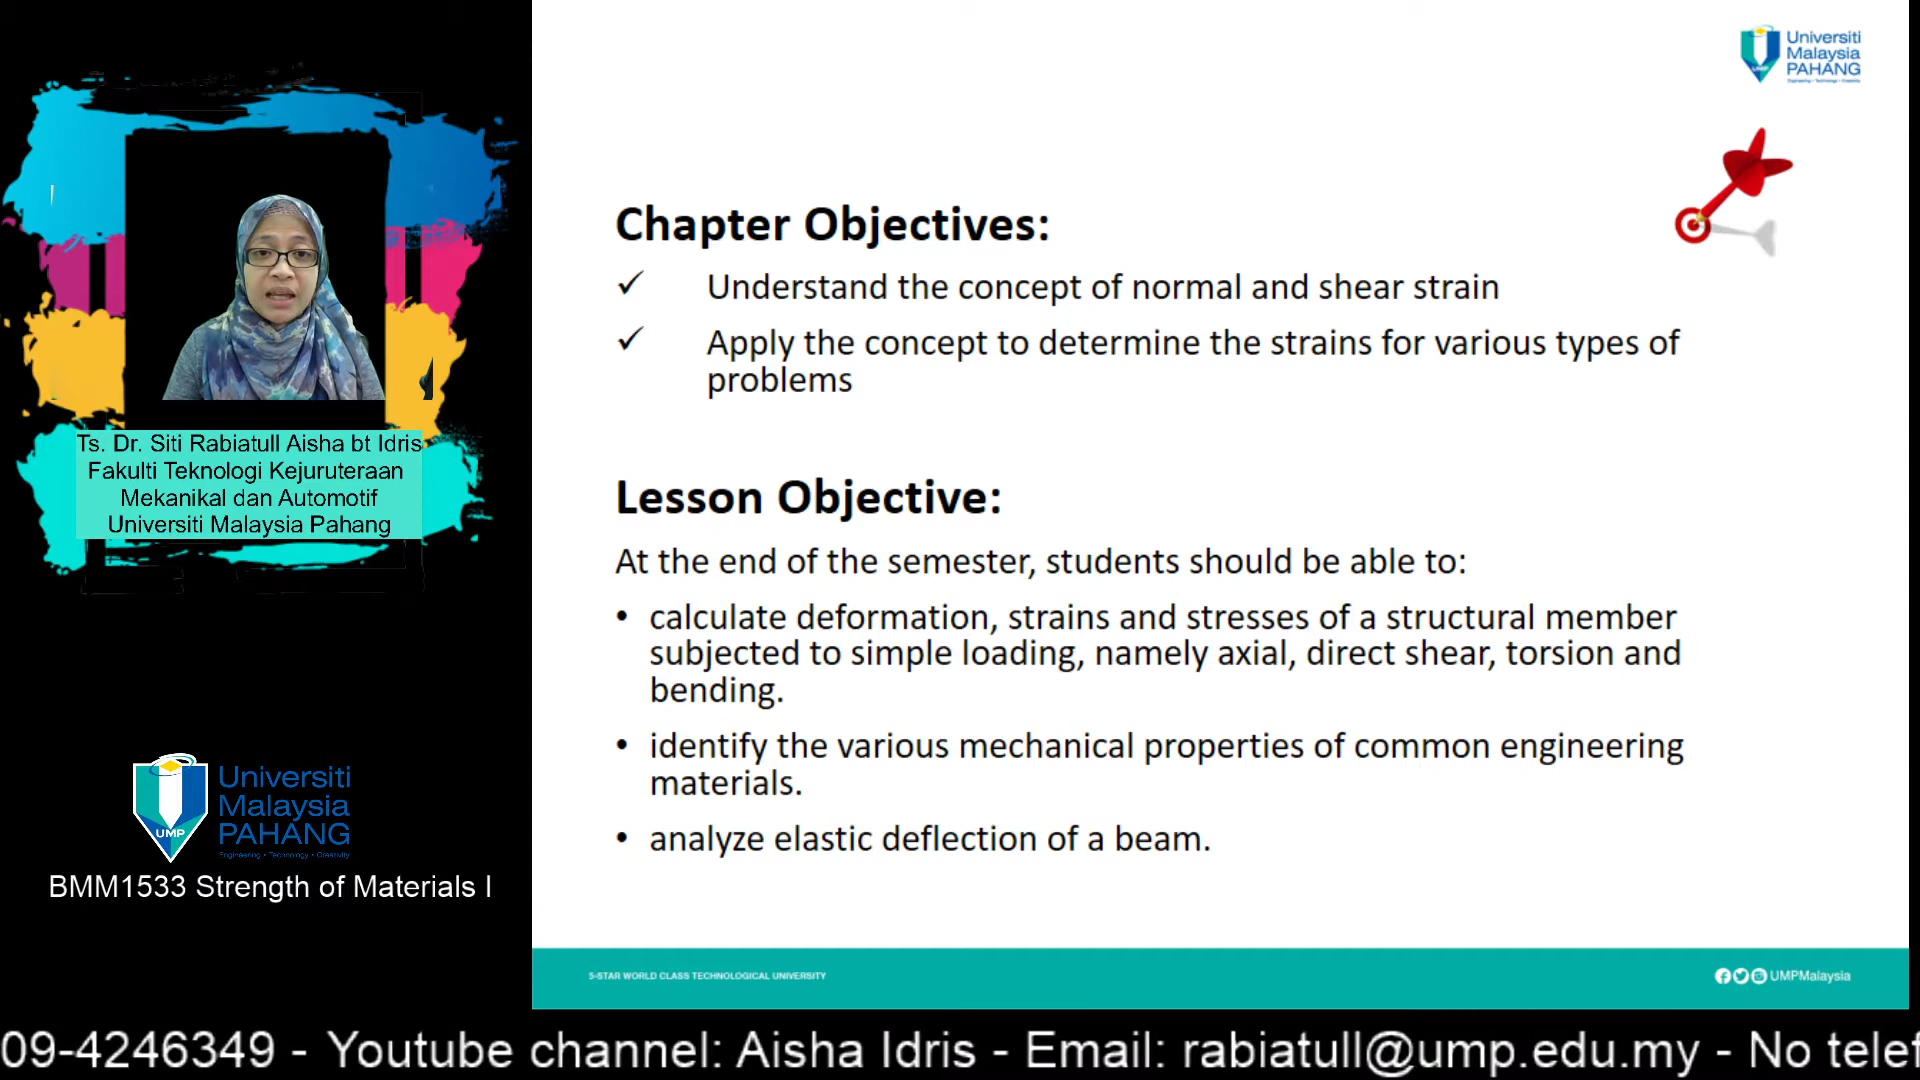 Universiti
Malaysia
PAHANG
Engineering • Technology • Creativity
UMP
Chapter Objectives:
✓ Understand the concept of normal and shear strain
✓ Apply the concept to determine the strains for various types of
problems
Lesson Objective:
At the end of the semester, students should be able to:
• calculate deformation, strains and stresses of a structural member
subjected to simple loading, namely axial, direct shear, torsion and
bending.
• identify the various mechanical properties of common engineering
materials.
• analyze elastic deflection of a beam.
5-STAR WORLD CLASS TECHNOLOGICAL UNIVERSITY
UMPMalaysia
Ts. Dr. Siti Rabiatull Aisha bt Idris
Fakulti Teknologi Kejuruteraan
Mekanikal dan Automotif
Universiti Malaysia Pahang
UMP
Universiti
Malaysia
PAHANG
Engineering • Technology • Creativity
BMM1533 Strength of Materials I
09-4246349 - Youtube channel: Aisha Idris - Email: rabiatull@ump.edu.my - No telef